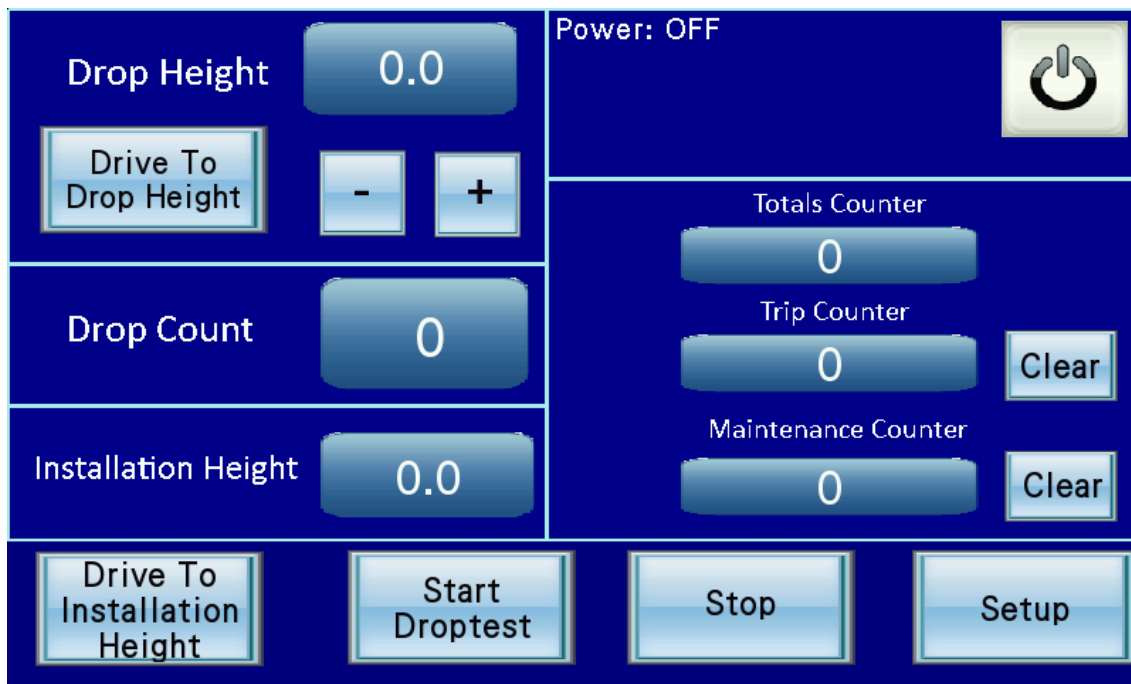 Drop Height
0.0
Drive To
Drop Height
-
+
Drop Count
0
Installation Height
0.0
Power: OFF
Totals Counter
0
Trip Counter
0
Clear
Maintenance Counter
0
Clear
Drive To
Installation
Height
Start
Droptest
Stop
Setup